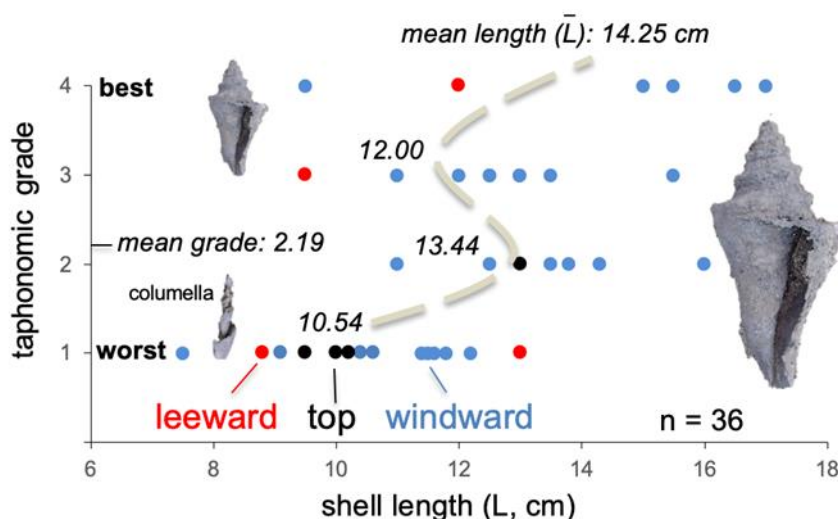 mean length (L̄): 14.25 cm
4 best
3
12.00
taphonomic grade
mean grade: 2.19
13.44
2
columella
10.54
1 worst
leeward top windward
n = 36
6 8 10 12 14 16 18
shell length (L, cm)